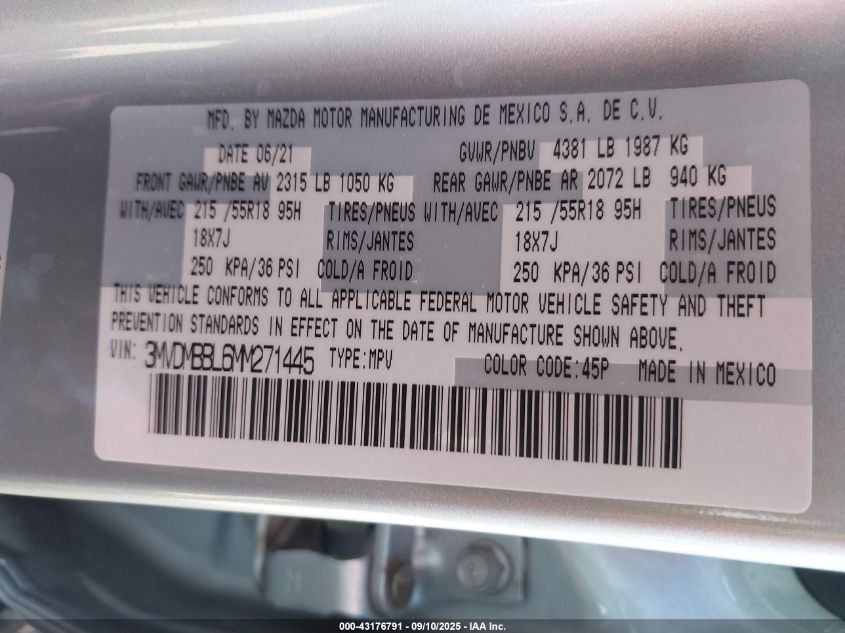 MFD. BY MAZDA MOTOR MANUFACTURING DE MEXICO S.A. DE C.V.
DATE 06/21 GVWR/PNBV 4381 LB 1987 KG
FRONT GAWR/PNBE AV 2315 LB 1050 KG REAR GAWR/PNBE AR 2072 LB 940 KG
WITH/AVEC 215 /55R18 95H TIRES/PNEUS WITH/AVEC 215 /55R18 95H TIRES/PNEUS
18X7J RIMS/JANTES 18X7J RIMS/JANTES
250 KPA/36 PSI COLD/A FROID 250 KPA/36 PSI COLD/A FROID
THIS VEHICLE CONFORMS TO ALL APPLICABLE FEDERAL MOTOR VEHICLE SAFETY AND THEFT
PREVENTION STANDARDS IN EFFECT ON THE DATE OF MANUFACTURE SHOWN ABOVE.
VIN: 3MVDMBBL6MM271445 TYPE:MPV COLOR CODE:45P MADE IN MEXICO
000-43176791 - 09/10/2025 - IAA Inc.